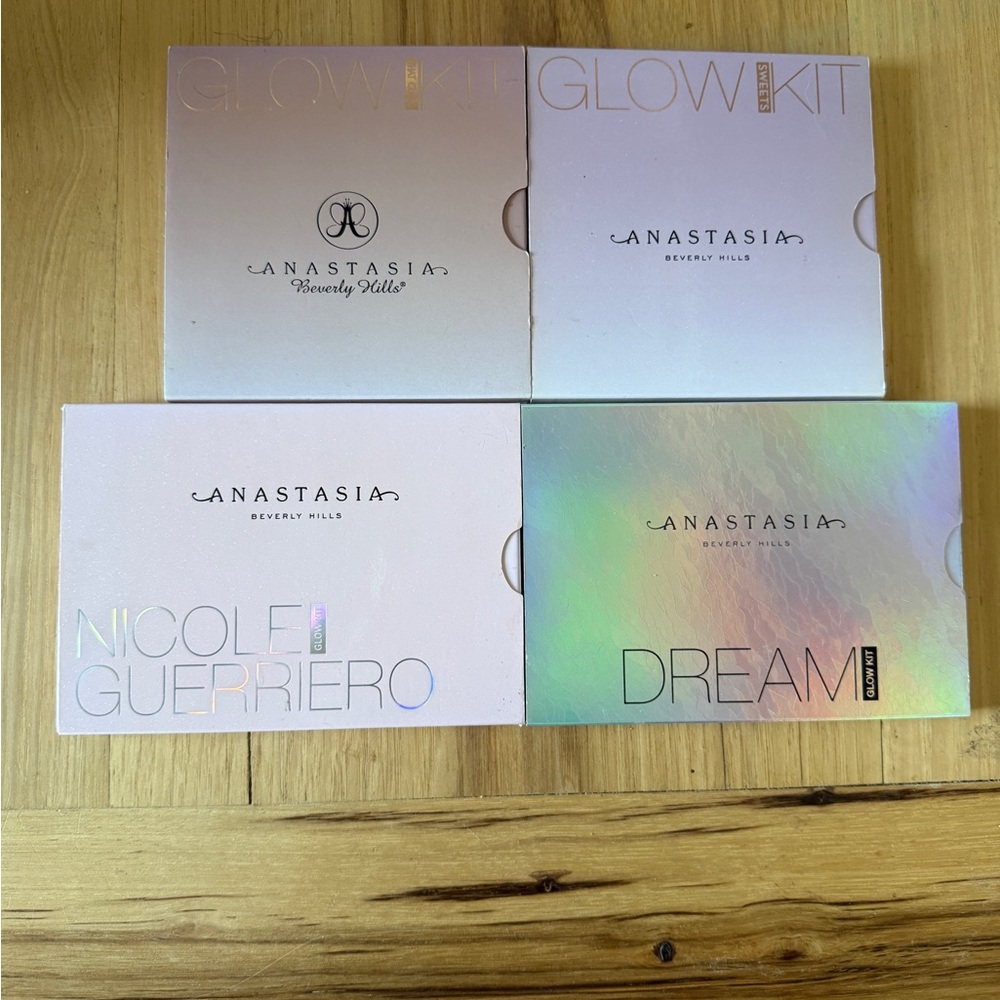 GLOW KIT
ANASTASIA
Beverly Hills®
GLOW SWEETS KIT
ANASTASIA
BEVERLY HILLS
ANASTASIA
BEVERLY HILLS
NICOLE GLOW KIT
GUERRIERO
ANASTASIA
BEVERLY HILLS
DREAM GLOW KIT